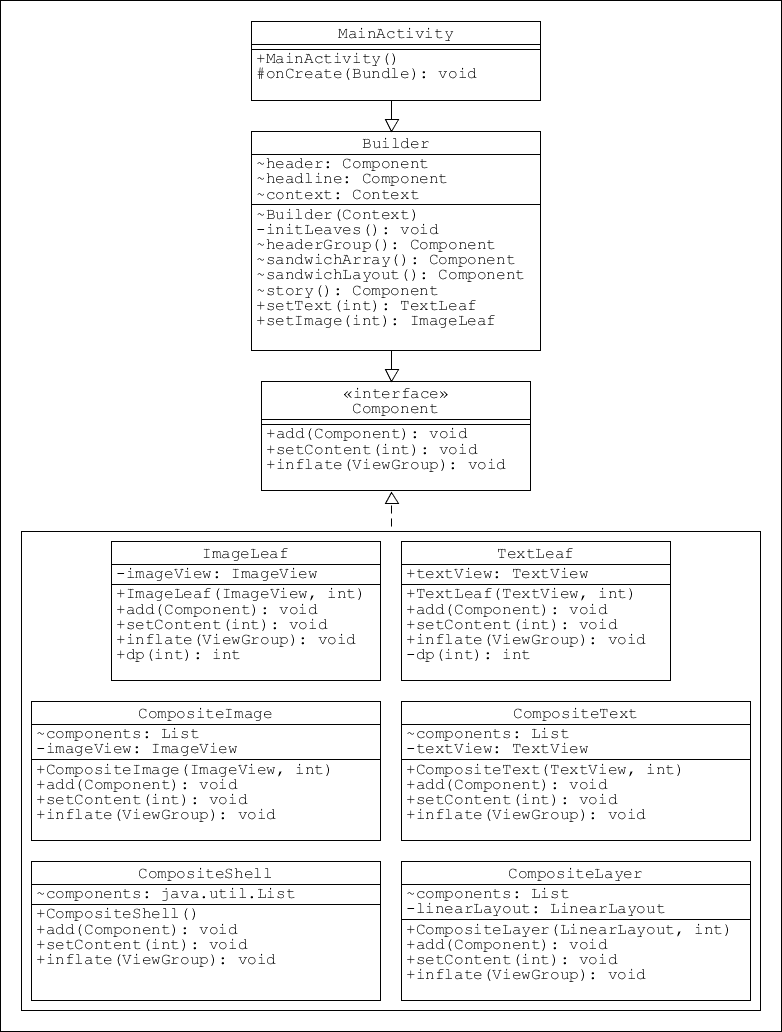 MainActivity
+MainActivity()
#onCreate(Bundle): void
Builder
~header: Component
~headline: Component
~context: Context
~Builder(Context)
-initLeaves(): void
~headerGroup(): Component
~sandwichArray(): Component
~sandwichLayout(): Component
~story(): Component
+setText(int): TextLeaf
+setImage(int): ImageLeaf
«interface»
Component
+add(Component): void
+setContent(int): void
+inflate(ViewGroup): void
ImageLeaf
-imageView: ImageView
+ImageLeaf(ImageView, int)
+add(Component): void
+setContent(int): void
+inflate(ViewGroup): void
+dp(int): int
TextLeaf
+textView: TextView
+TextLeaf(TextView, int)
+add(Component): void
+setContent(int): void
+inflate(ViewGroup): void
-dp(int): int
CompositeImage
~components: List
-imageView: ImageView
+CompositeImage(ImageView, int)
+add(Component): void
+setContent(int): void
+inflate(ViewGroup): void
CompositeText
~components: List
-textView: TextView
+CompositeText(TextView, int)
+add(Component): void
+setContent(int): void
+inflate(ViewGroup): void
CompositeShell
~components: java.util.List
+CompositeShell()
+add(Component): void
+setContent(int): void
+inflate(ViewGroup): void
CompositeLayer
~components: List
-linearLayout: LinearLayout
+CompositeLayer(LinearLayout, int)
+add(Component): void
+setContent(int): void
+inflate(ViewGroup): void